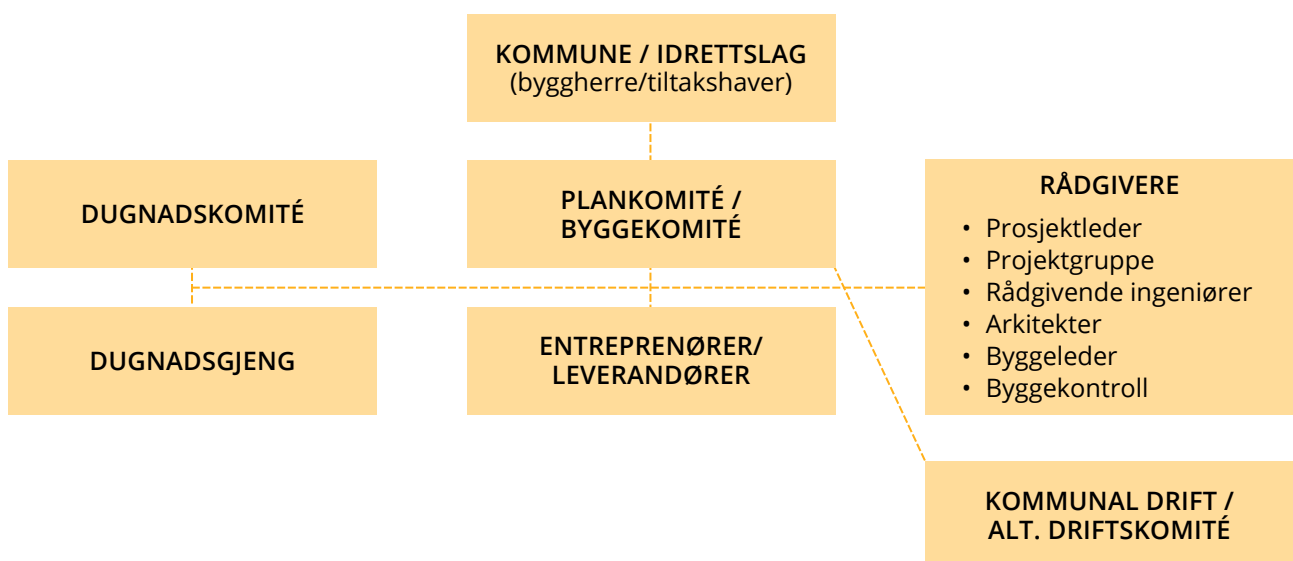 KOMMUNE / IDRETTSLAG
(byggherre/tiltakshaver)
DUGNADSKOMITÉ
PLANKOMITÉ /
BYGGEKOMITÉ
RÅDGIVERE
• Prosjektleder
• Projektgruppe
• Rådgivende ingeniører
• Arkitekter
• Byggeleder
• Byggekontroll
DUGNADSGJENG
ENTREPRENØRER/
LEVERANDØRER
KOMMUNAL DRIFT /
ALT. DRIFTSKOMITÉ